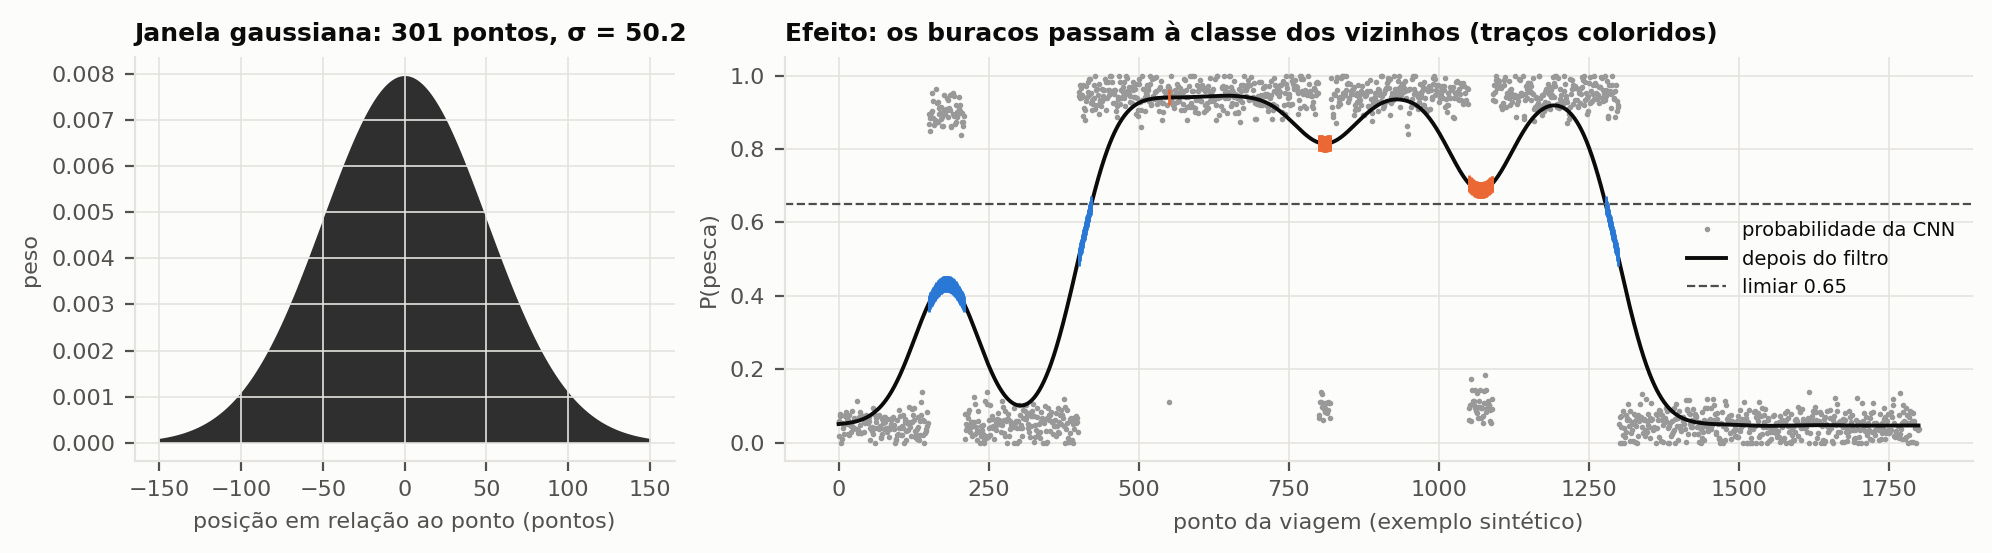 Janela gaussiana: 301 pontos, σ = 50.2
0.008
0.007
0.006
0.005
0.004
0.003
0.002
0.001
0.000
peso
−150 −100 −50 0 50 100 150
posição em relação ao ponto (pontos)
Efeito: os buracos passam à classe dos vizinhos (traços coloridos)
1.0
0.8
0.6
0.4
0.2
0.0
P(pesca)
probabilidade da CNN
depois do filtro
limiar 0.65
0 250 500 750 1000 1250 1500 1750
ponto da viagem (exemplo sintético)